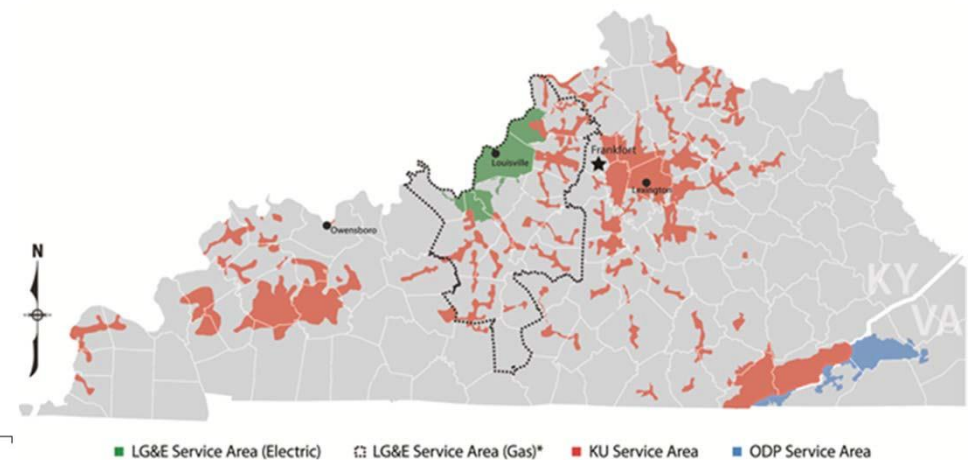 Louisville
Frankfort
Lexington
Owensboro
N
KY
VA
LG&E Service Area (Electric)
LG&E Service Area (Gas)*
KU Service Area
ODP Service Area